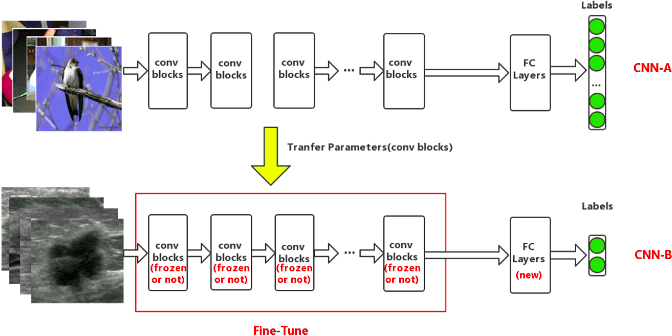 Labels
conv
blocks
conv
blocks
conv
blocks
...
conv
blocks
FC
Layers
...
CNN-A
Tranfer Parameters(conv blocks)
Labels
conv
blocks
(frozen
or not)
conv
blocks
(frozen
or not)
conv
blocks
(frozen
or not)
...
conv
blocks
(frozen
or not)
FC
Layers
(new)
CNN-B
Fine-Tune